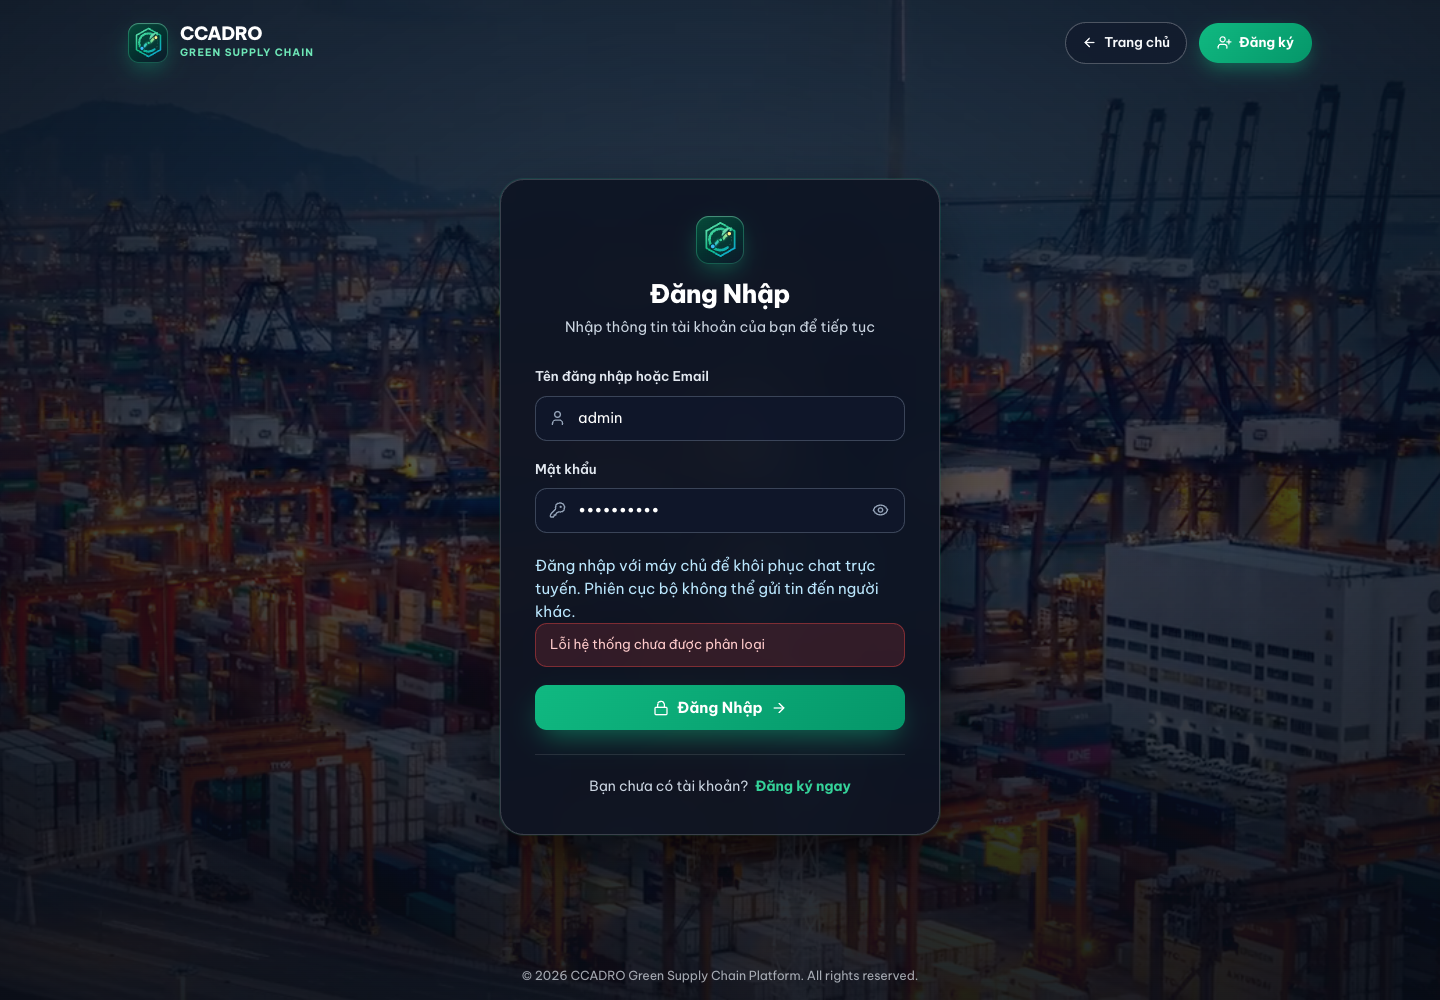 CCADRO
GREEN SUPPLY CHAIN
Trang chủ
Đăng ký
Đăng Nhập
Nhập thông tin tài khoản của bạn để tiếp tục
Tên đăng nhập hoặc Email
admin
Mật khẩu
••••••••••
Đăng nhập với máy chủ để khôi phục chat trực
tuyến. Phiên cục bộ không thể gửi tin đến người
khác.
Lỗi hệ thống chưa được phân loại
Đăng Nhập
Bạn chưa có tài khoản? Đăng ký ngay
ONE
© 2026 CCADRO Green Supply Chain Platform. All rights reserved.